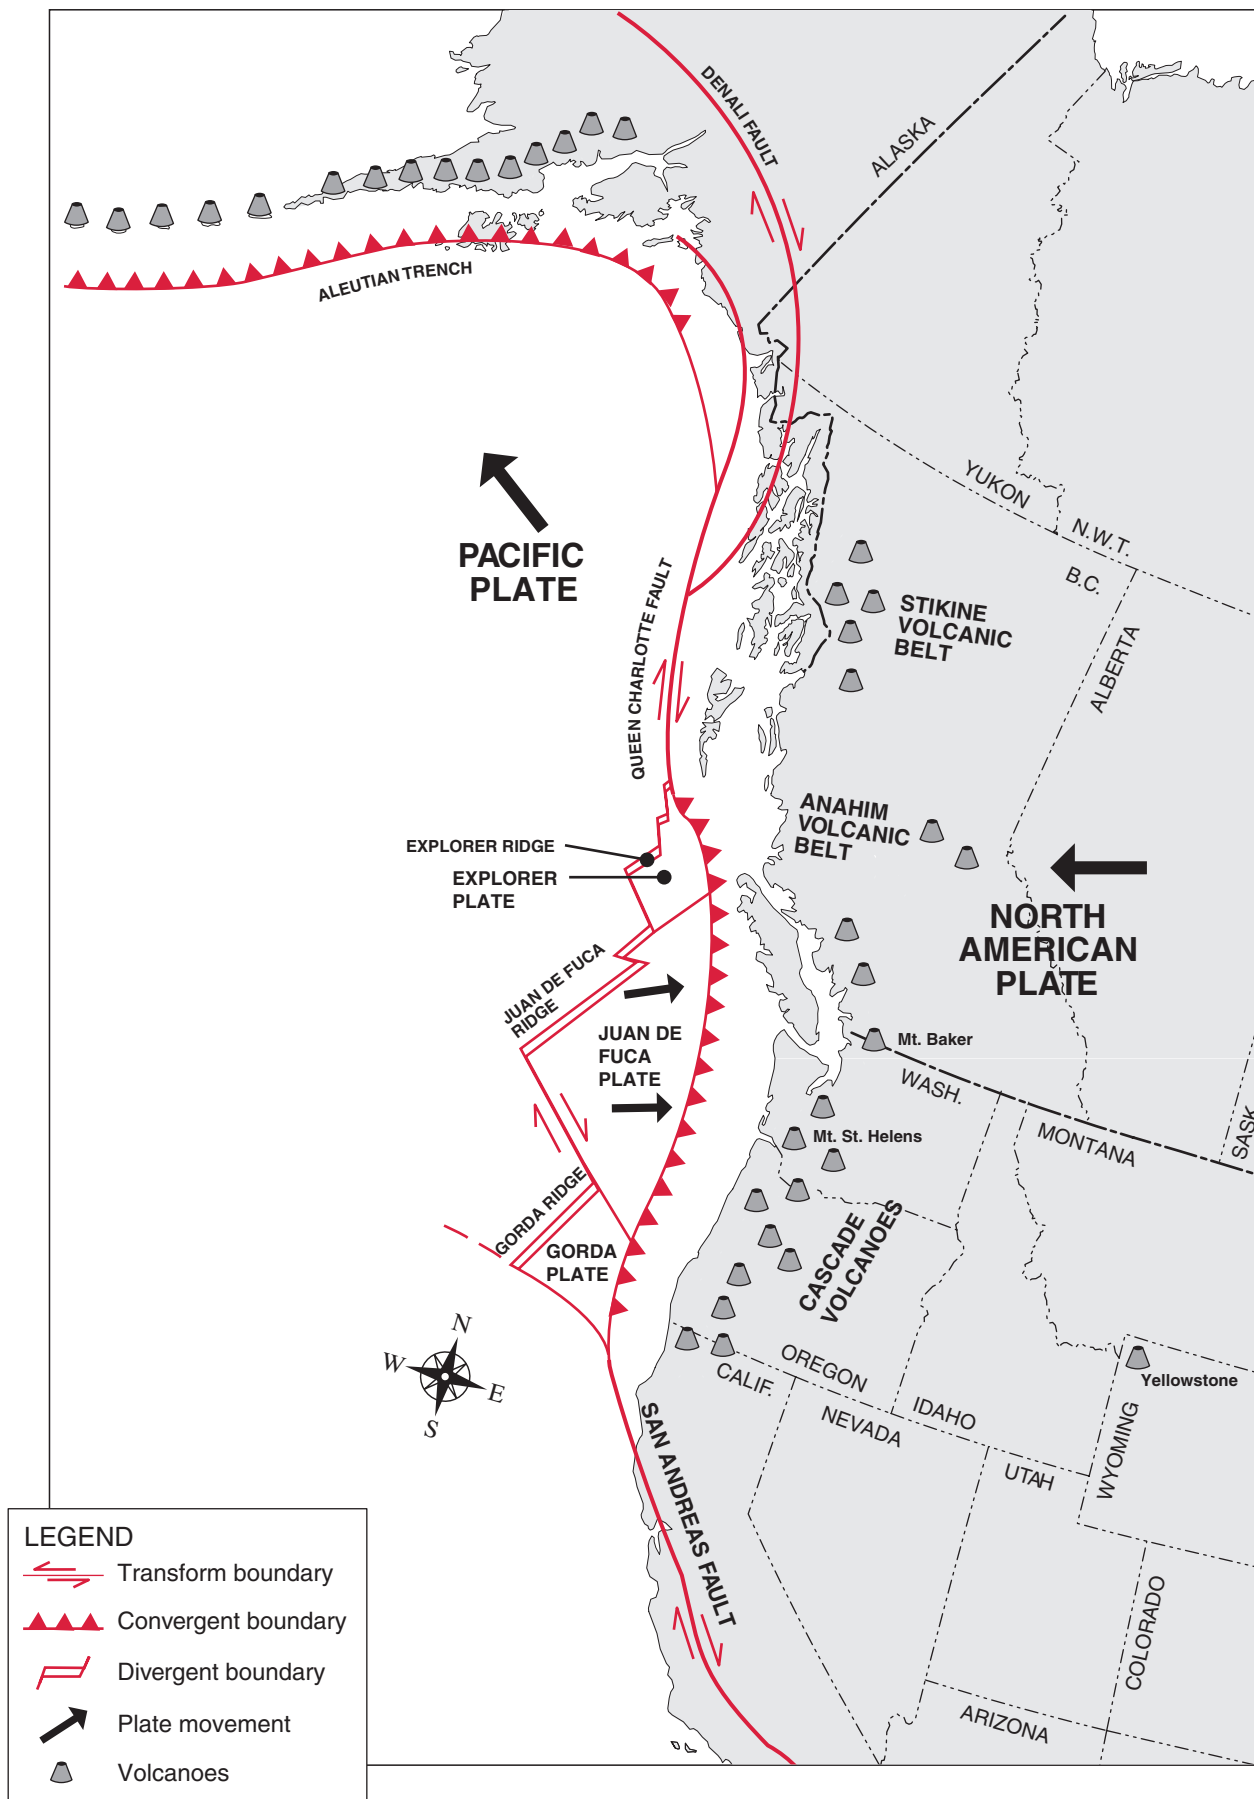 DENALI FAULT
ALASKA
ALEUTIAN TRENCH
PACIFIC
PLATE
YUKON
N.W.T.
B.C.
ALBERTA
STIKINE
VOLCANIC
BELT
QUEEN CHARLOTTE FAULT
ANAHIM
VOLCANIC
BELT
EXPLORER RIDGE
EXPLORER
PLATE
NORTH
AMERICAN
PLATE
JUAN DE FUCA
RIDGE
JUAN DE
FUCA
PLATE
Mt. Baker
WASH.
MONTANA
SASK
Mt. St. Helens
GORDA RIDGE
GORDA
PLATE
CASCADE
VOLCANOES
N
W
E
S
OREGON
CALIF.
NEVADA
IDAHO
UTAH
Yellowstone
WYOMING
SAN ANDREAS FAULT
COLORADO
ARIZONA
LEGEND
Transform boundary
Convergent boundary
Divergent boundary
Plate movement
Volcanoes